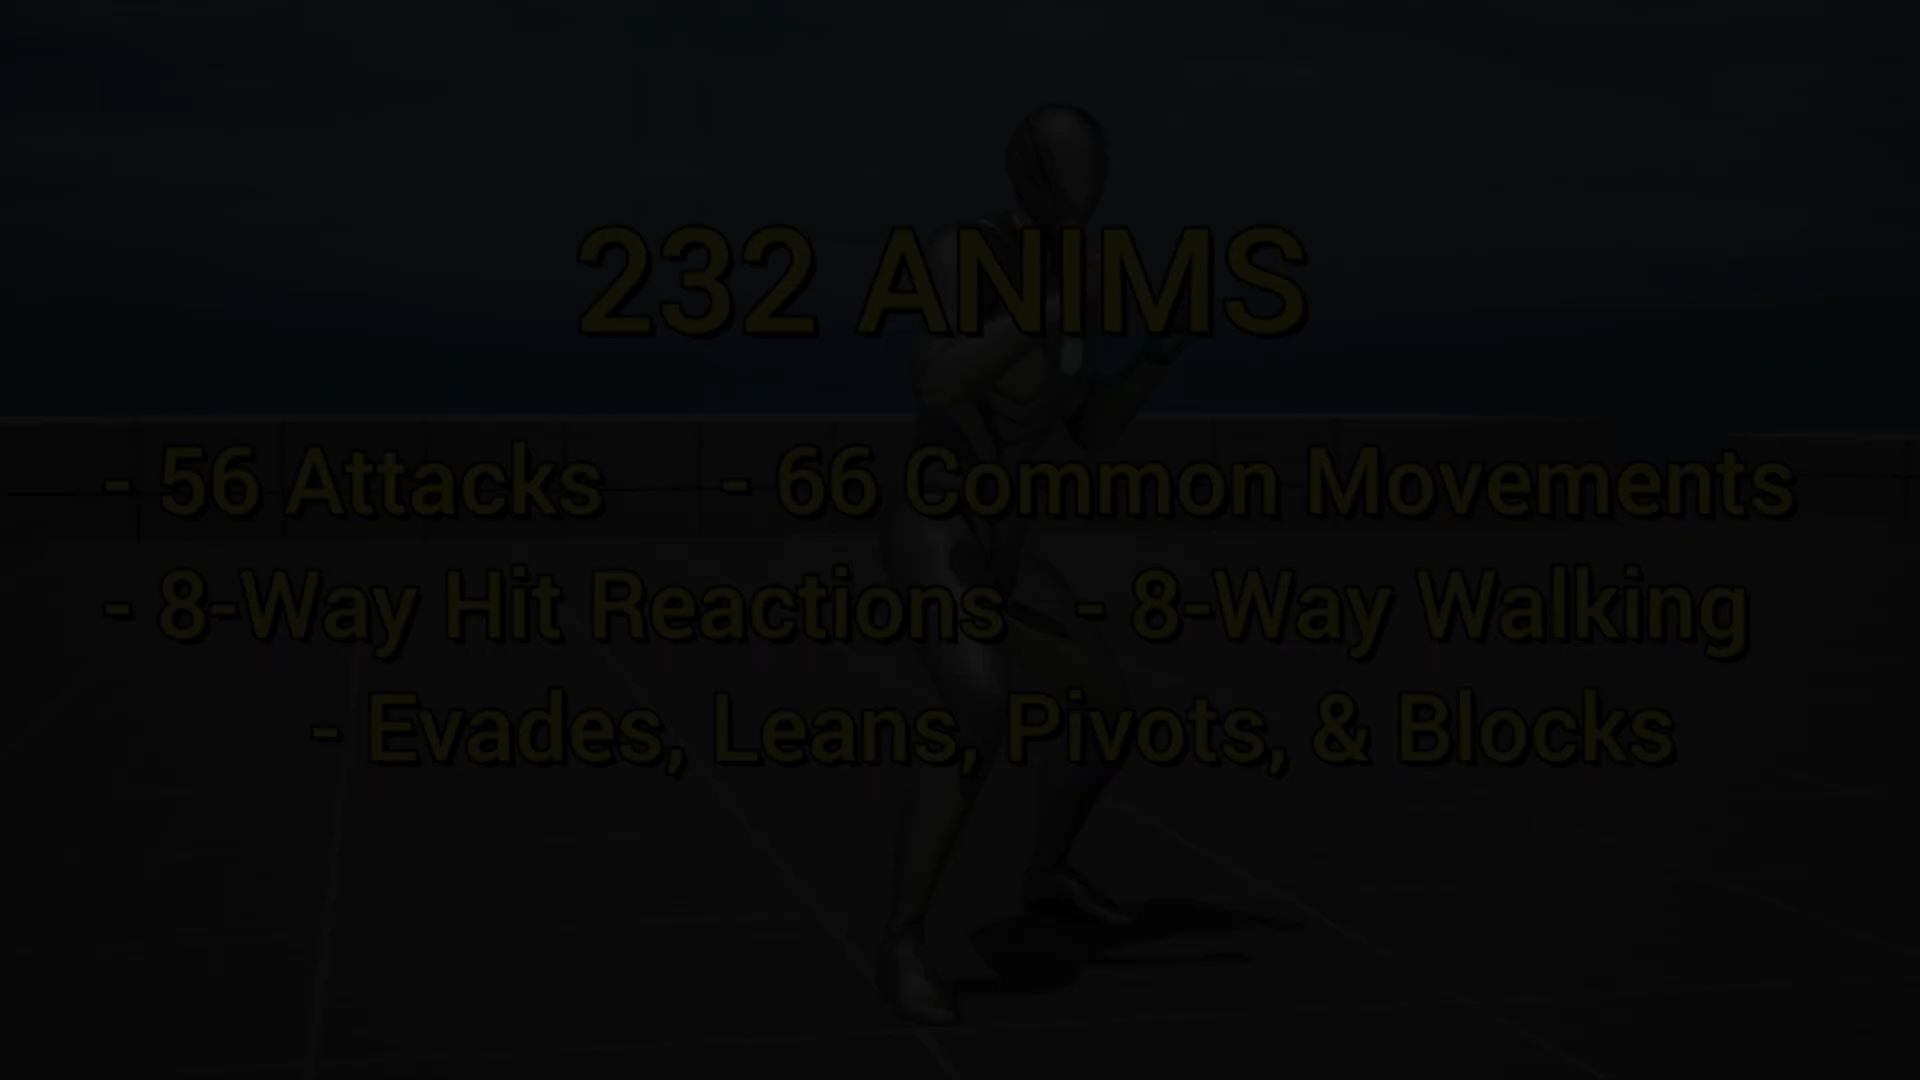 232 ANIMS
- 56 Attacks - 66 Common Movements
- 8-Way Hit Reactions - 8-Way Walking
- Evades, Leans, Pivots, & Blocks